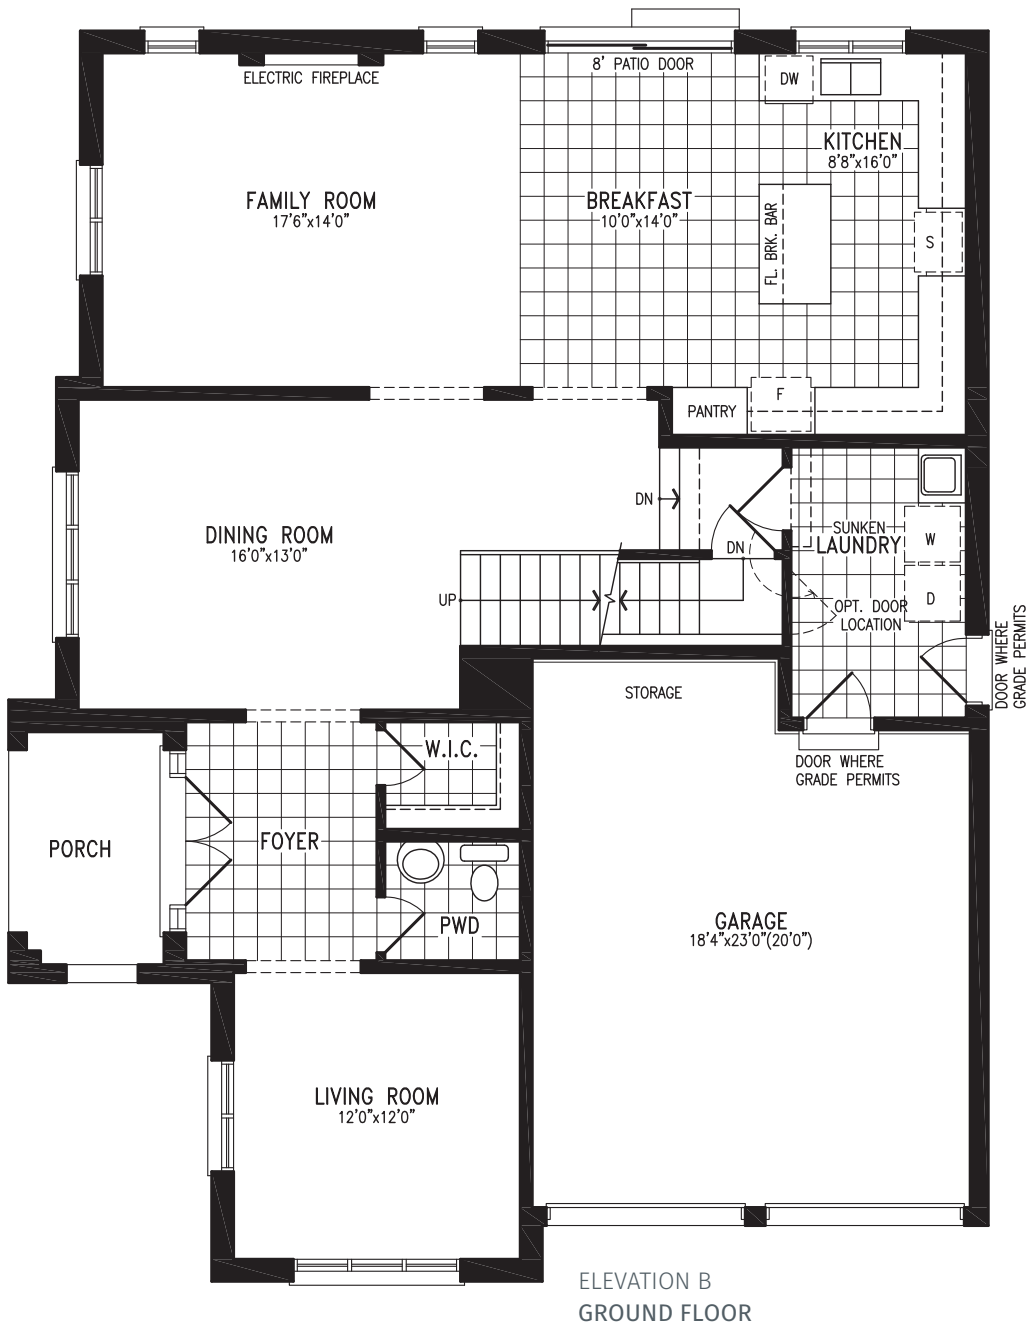 8' PATIO DOOR
ELECTRIC FIREPLACE
DW
KITCHEN
8'8"x16'0"
FAMILY ROOM
17'6"x14'0"
BREAKFAST
10'0"x14'0"
FL. BRK. BAR
S
F
PANTRY
DN
DINING ROOM
16'0"x13'0"
SUNKEN
LAUNDRY
W
DN
UP
D
OPT. DOOR
LOCATION
DOOR WHERE
GRADE PERMITS
STORAGE
W.I.C.
DOOR WHERE
GRADE PERMITS
PORCH
FOYER
PWD
GARAGE
18'4"x23'0"(20'0")
LIVING ROOM
12'0"x12'0"
ELEVATION B
GROUND FLOOR